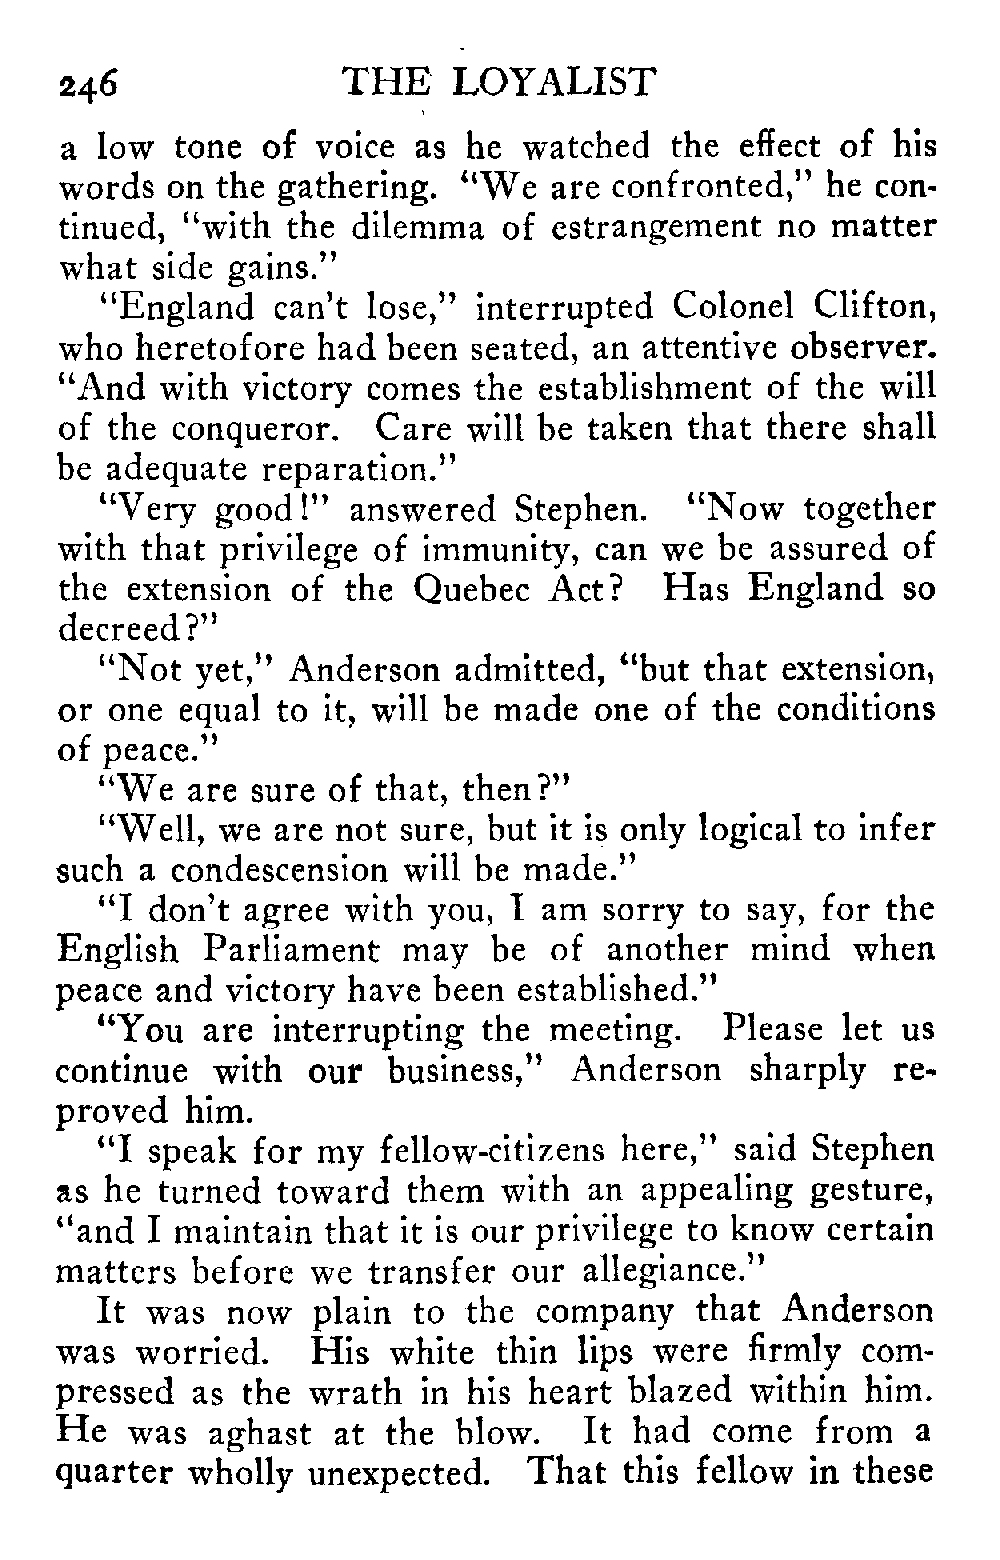 246 THE LOYALIST
a low tone of voice as he watched the effect of his
words on the gathering. "We are confronted," he con-
tinued, "with the dilemma of estrangement no matter
what side gains."
"England can't lose," interrupted Colonel Clifton,
who heretofore had been seated, an attentive observer.
"And with victory comes the establishment of the will
of the conqueror. Care will be taken that there shall
be adequate reparation."
"Very good!" answered Stephen. "Now together
with that privilege of immunity, can we be assured of
the extension of the Quebec Act? Has England so
decreed?"
"Not yet," Anderson admitted, "but that extension,
or one equal to it, will be made one of the conditions
of peace."
"We are sure of that, then?"
"Well, we are not sure, but it is only logical to infer
such a condescension will be made."
"I don't agree with you, I am sorry to say, for the
English Parliament may be of another mind when
peace and victory have been established."
"You are interrupting the meeting. Please let us
continue with our business," Anderson sharply re-
proved him.
"I speak for my fellow-citizens here," said Stephen
as he turned toward them with an appealing gesture,
"and I maintain that it is our privilege to know certain
matters before we transfer our allegiance."
It was now plain to the company that Anderson
was worried. His white thin lips were firmly com-
pressed as the wrath in his heart blazed within him.
He was aghast at the blow. It had come from a
quarter wholly unexpected. That this fellow in these